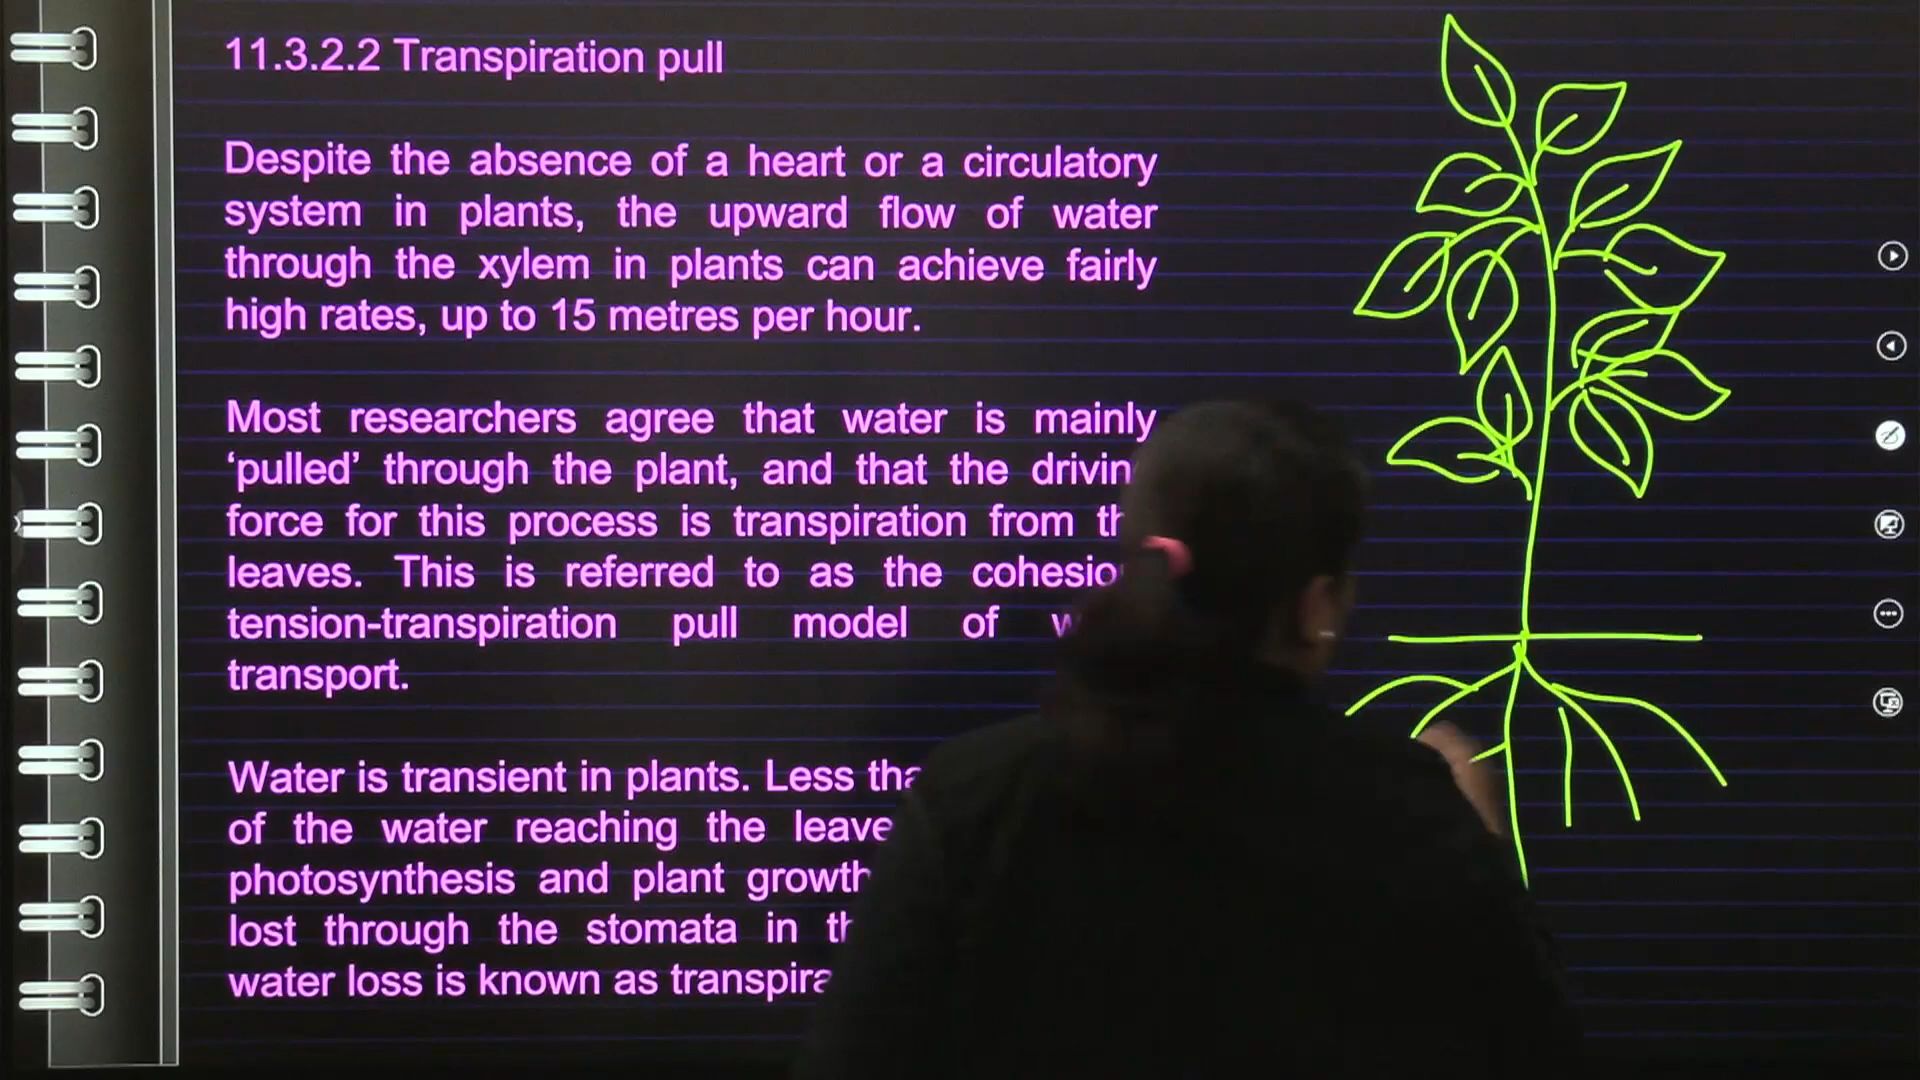 11.3.2.2 Transpiration pull
Despite the absence of a heart or a circulatory
system in plants, the upward flow of water
through the xylem in plants can achieve fairly
high rates, up to 15 metres per hour.
Most researchers agree that water is mainly
‘pulled’ through the plant, and that the
force for this process is transpiration from
leaves. This is referred to as the
tension-transpiration pull model of
transport.
Water is transient in plants. Less
of the water reaching the
photosynthesis and plant growth
lost through the stomata in
water loss is known as